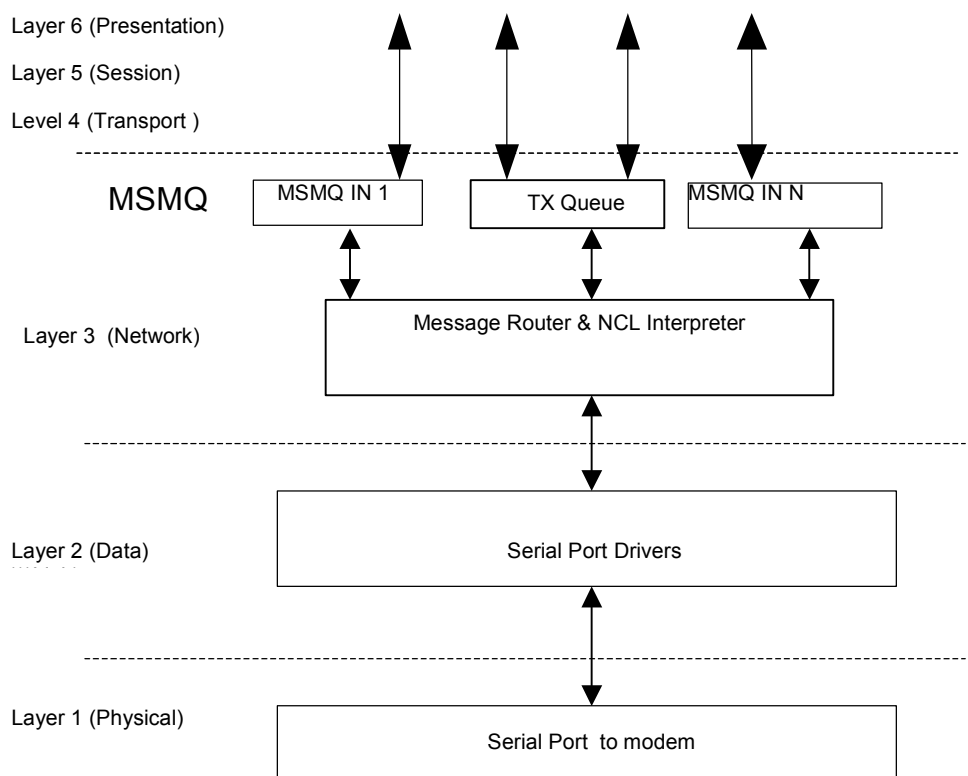 Layer 6 (Presentation)
Layer 5 (Session)
Level 4 (Transport )
MSMQ
MSMQ IN 1
TX Queue
MSMQ IN N
Message Router & NCL Interpreter
Layer 3 (Network)
Layer 2 (Data)
Serial Port Drivers
Layer 1 (Physical)
Serial Port to modem